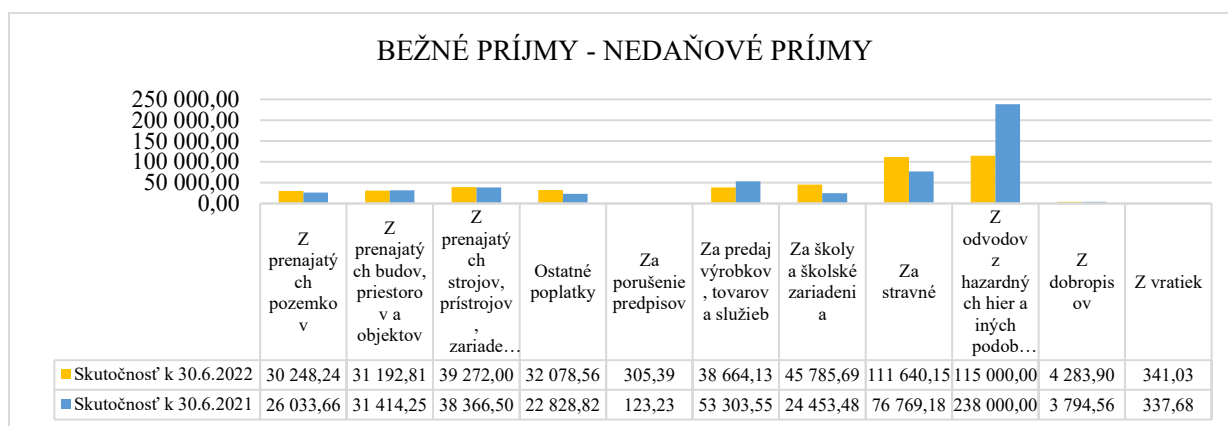 BEŽNÉ PRÍJMY - NEDAŇOVÉ PRÍJMY
250 000,00
200 000,00
150 000,00
100 000,00
50 000,00
0,00
Z
prenajatý
ch
pozemko
v
Z
prenajatý
ch budov,
priestoro
v a
objektov
Z
prenajatý
ch
strojov,
prístrojov
,
zariade...
Ostatné
poplatky
Za
porušenie
predpisov
Za predaj
výrobkov
, tovarov
a služieb
Za školy
a školské
zariadeni
a
Za
stravné
Z
odvodov
z
hazardný
ch hier a
iných
podob...
Z
dobropis
ov
Z vratiek
Skutočnosť k 30.6.2022 30 248,24 31 192,81 39 272,00 32 078,56 305,39 38 664,13 45 785,69 111 640,15 115 000,00 4 283,90 341,03
Skutočnosť k 30.6.2021 26 033,66 31 414,25 38 366,50 22 828,82 123,23 53 303,55 24 453,48 76 769,18 238 000,00 3 794,56 337,68